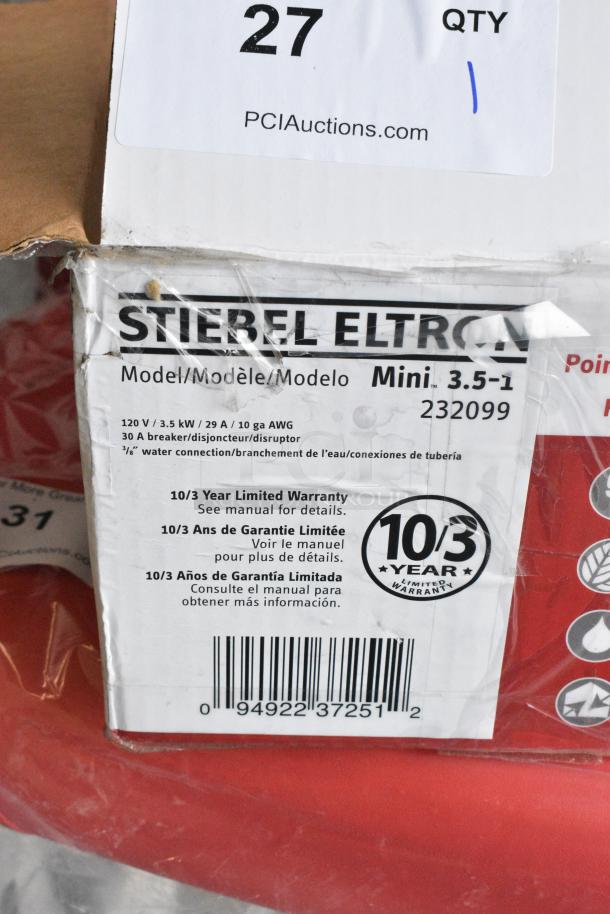 27
QTY
1
PCIAuctions.com
STIEBEL ELTRON
Model/Modèle/Modelo Mini™ 3.5-1
232099
120 V / 3.5 kW / 29 A / 10 ga AWG
30 A breaker/disjoncteur/disruptor
3/8" water connection/branchement de l'eau/conexiones de tubería
10/3 Year Limited Warranty
See manual for details.
10/3 Ans de Garantie Limitée
Voir le manuel
pour plus de détails.
10/3 Años de Garantía Limitada
Consulte el manual para
obtener más información.
10/3
YEAR
LIMITED
WARRANTY
0 94922 37251 2
Poin
31